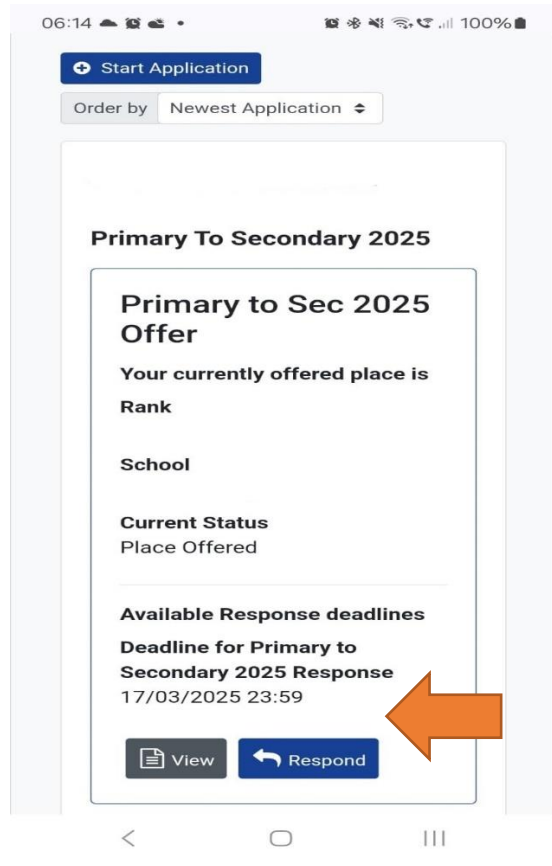 06:14 100%
Start Application
Order by Newest Application
Primary To Secondary 2025
Primary to Sec 2025
Offer
Your currently offered place is
Rank
School
Current Status
Place Offered
Available Response deadlines
Deadline for Primary to
Secondary 2025 Response
17/03/2025 23:59
View Respond